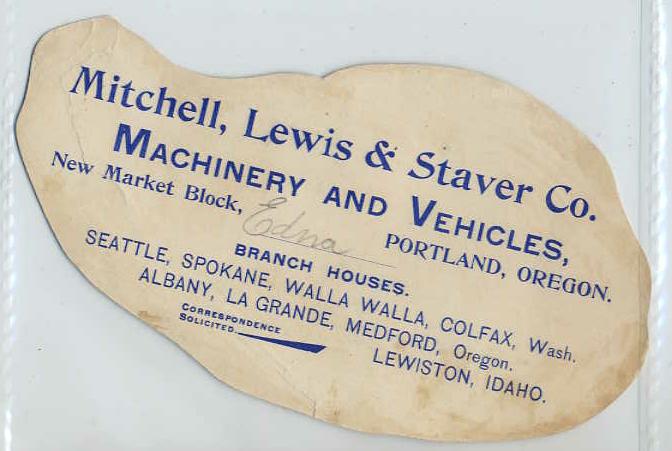 Mitchell, Lewis & Staver Co.
MACHINERY AND VEHICLES,
New Market Block, PORTLAND, OREGON.
Edna
BRANCH HOUSES.
SEATTLE, SPOKANE, WALLA WALLA, COLFAX, Wash.
ALBANY, LA GRANDE, MEDFORD, Oregon.
LEWISTON, IDAHO.
CORRESPONDENCE
SOLICITED.